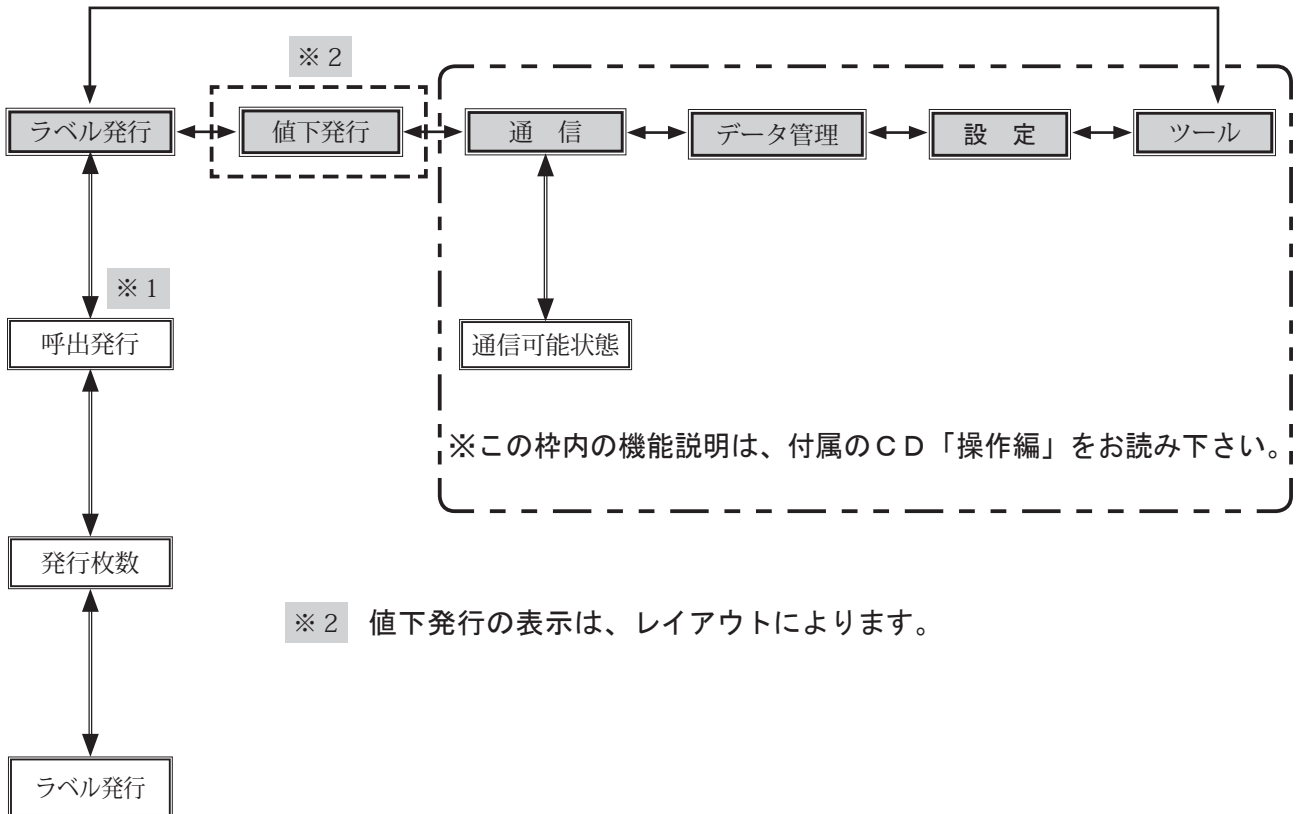 ※２
ラベル発行
値下発行
通　信
データ管理
設　定
ツール
※１
呼出発行
通信可能状態
※この枠内の機能説明は、付属のＣＤ「操作編」をお読み下さい。
発行枚数
※２　値下発行の表示は、レイアウトによります。
ラベル発行